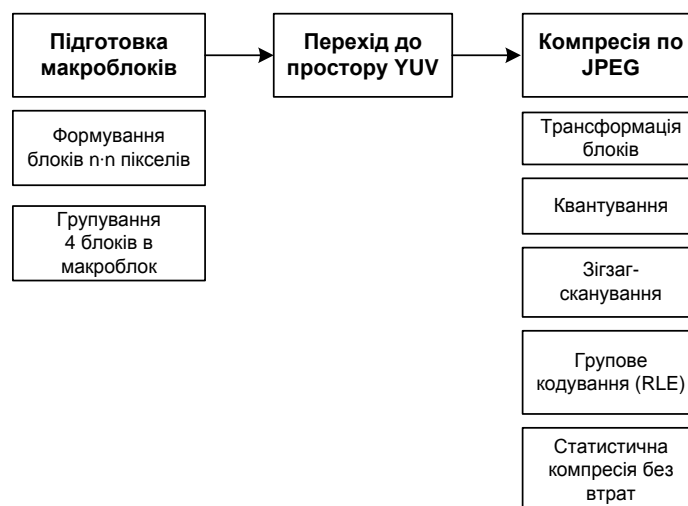 Підготовка
макроблоків
Перехід до
простору YUV
Компресія по
JPEG
Формування
блоків n·n пікселів
Групування
4 блоків в
макроблок
Трансформація
блоків
Квантування
Зігзаг-
сканування
Групове
кодування (RLE)
Статистична
компресія без
втрат